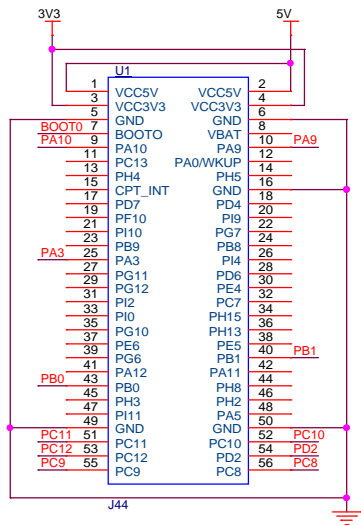 3V3 5V
U1
1 VCC5V VCC5V 2
3 VCC3V3 VCC3V3 4
5 GND GND 6
BOOT0 7 BOOTO VBAT 8
PA10 9 PA10 PA9 10 PA9
11 PC13 PA0/WKUP 12
13 PH4 PH5 14
15 CPT_INT GND 16
17 PD7 PD4 18
19 PF10 PI9 20
21 PI10 PG7 22
23 PB9 PB8 24
PA3 25 PA3 PI4 26
27 PG11 PD6 28
29 PG12 PE4 30
31 PI2 PC7 32
33 PI0 PH15 34
35 PG10 PH13 36
37 PE6 PE5 38
39 PG6 PB1 40 PB1
41 PA12 PA11 42
PB0 43 PB0 PH8 44
45 PH3 PH2 46
47 PI11 PA5 48
49 GND GND 50
PC11 51 PC11 PC10 52 PC10
PC12 53 PC12 PD2 54 PD2
PC9 55 PC9 PC8 56 PC8
J44